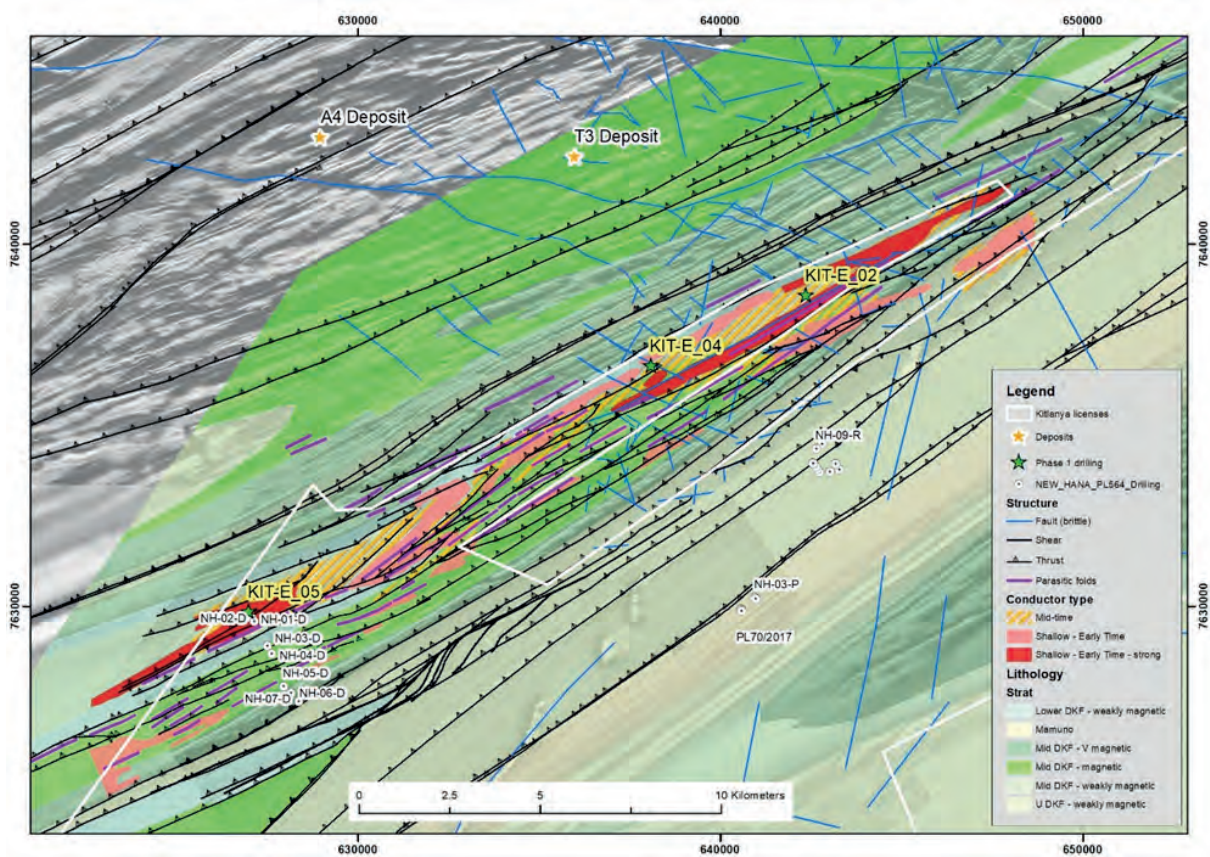 630000
640000
A4 Deposit
T3 Deposit
7640000
7640000
KIT-E_02
KIT-E_04
NH-09-R
Legend
Kitlanya licenses
Deposits
Phase 1 drilling
NEW_HANA_PL564_Drilling
Structure
Fault (brittle)
Shear
Thrust
Parasitic folds
Conductor type
Mid-time
Shallow - Early Time
Shallow - Early Time - strong
Lithology
Strat
Lower DKF - weakly magnetic
Mamuno
Mid DKF - V magnetic
Mid DKF - magnetic
Mid DKF - weakly magnetic
U DKF - weakly magnetic
KIT-E_05
NH-03-P
7630000
7630000
NH-02-D
NH-01-D
NH-03-D
PL70/2017
NH-04-D
NH-05-D
NH-07-D
NH-06-D
0 2.5 5 10 Kilometers
630000
640000